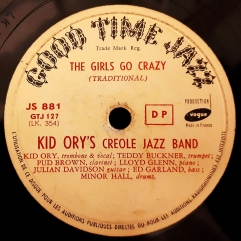 GOOD TIME JAZZ
Trade Mark Reg.
THE GIRLS GO CRAZY
(TRADITIONAL)
JS 881
GTJ 127
(LK. 354)
DP
PRODUCTION
vogue
Made in France
KID ORY'S CREOLE JAZZ BAND
KID ORY, trombone & vocal; TEDDY BUCKNER, trumpet;
PUD BROWN, clarinet; LLOYD GLENN, piano;
JULIAN DAVIDSON guitar; ED GARLAND, bass;
MINOR HALL, drums.